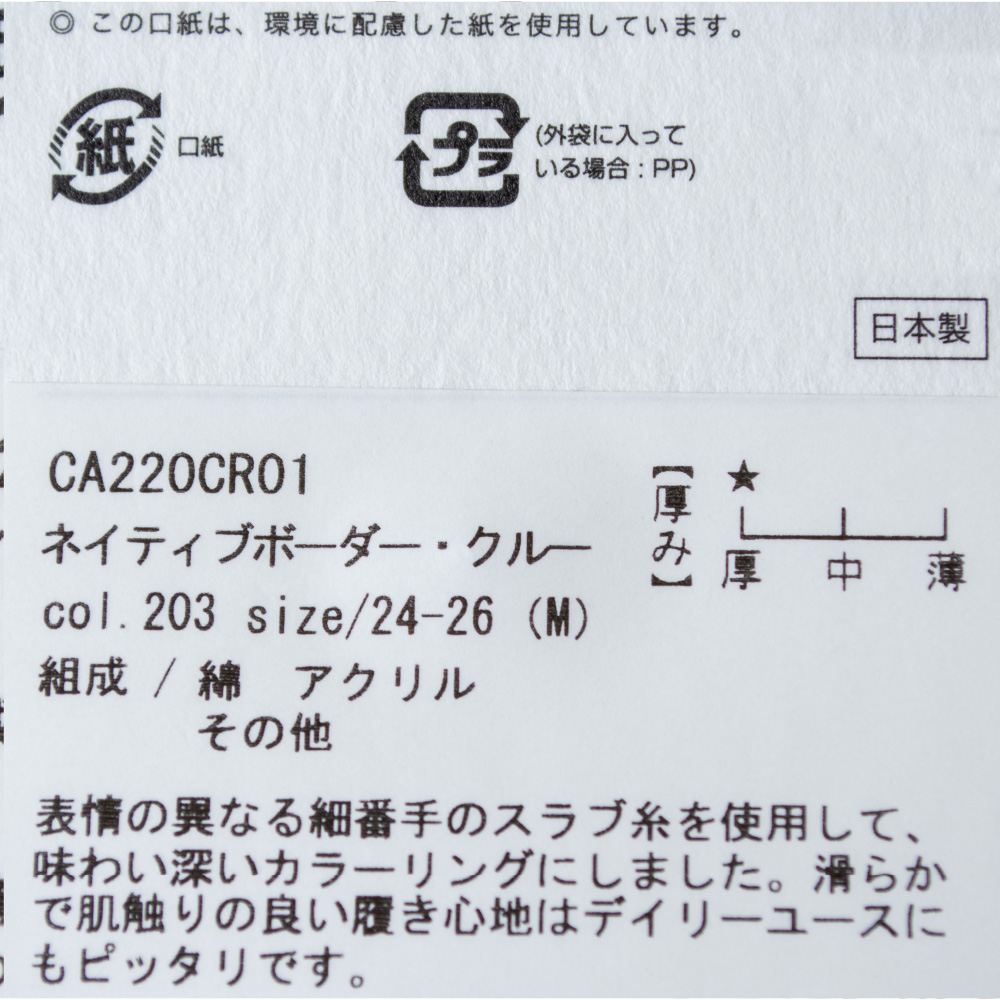 ◎ この口紙は、環境に配慮した紙を使用しています。
紙 口紙
プラ (外袋に入って
いる場合:PP)
日本製
CA220CR01
ネイティブボーダー・クルー
col.203 size/24-26 (M)
組成 / 綿 アクリル
その他
【厚み】
★
厚 中 薄
表情の異なる細番手のスラブ糸を使用して、
味わい深いカラーリングにしました。滑らか
で肌触りの良い履き心地はデイリーユースに
もピッタリです。